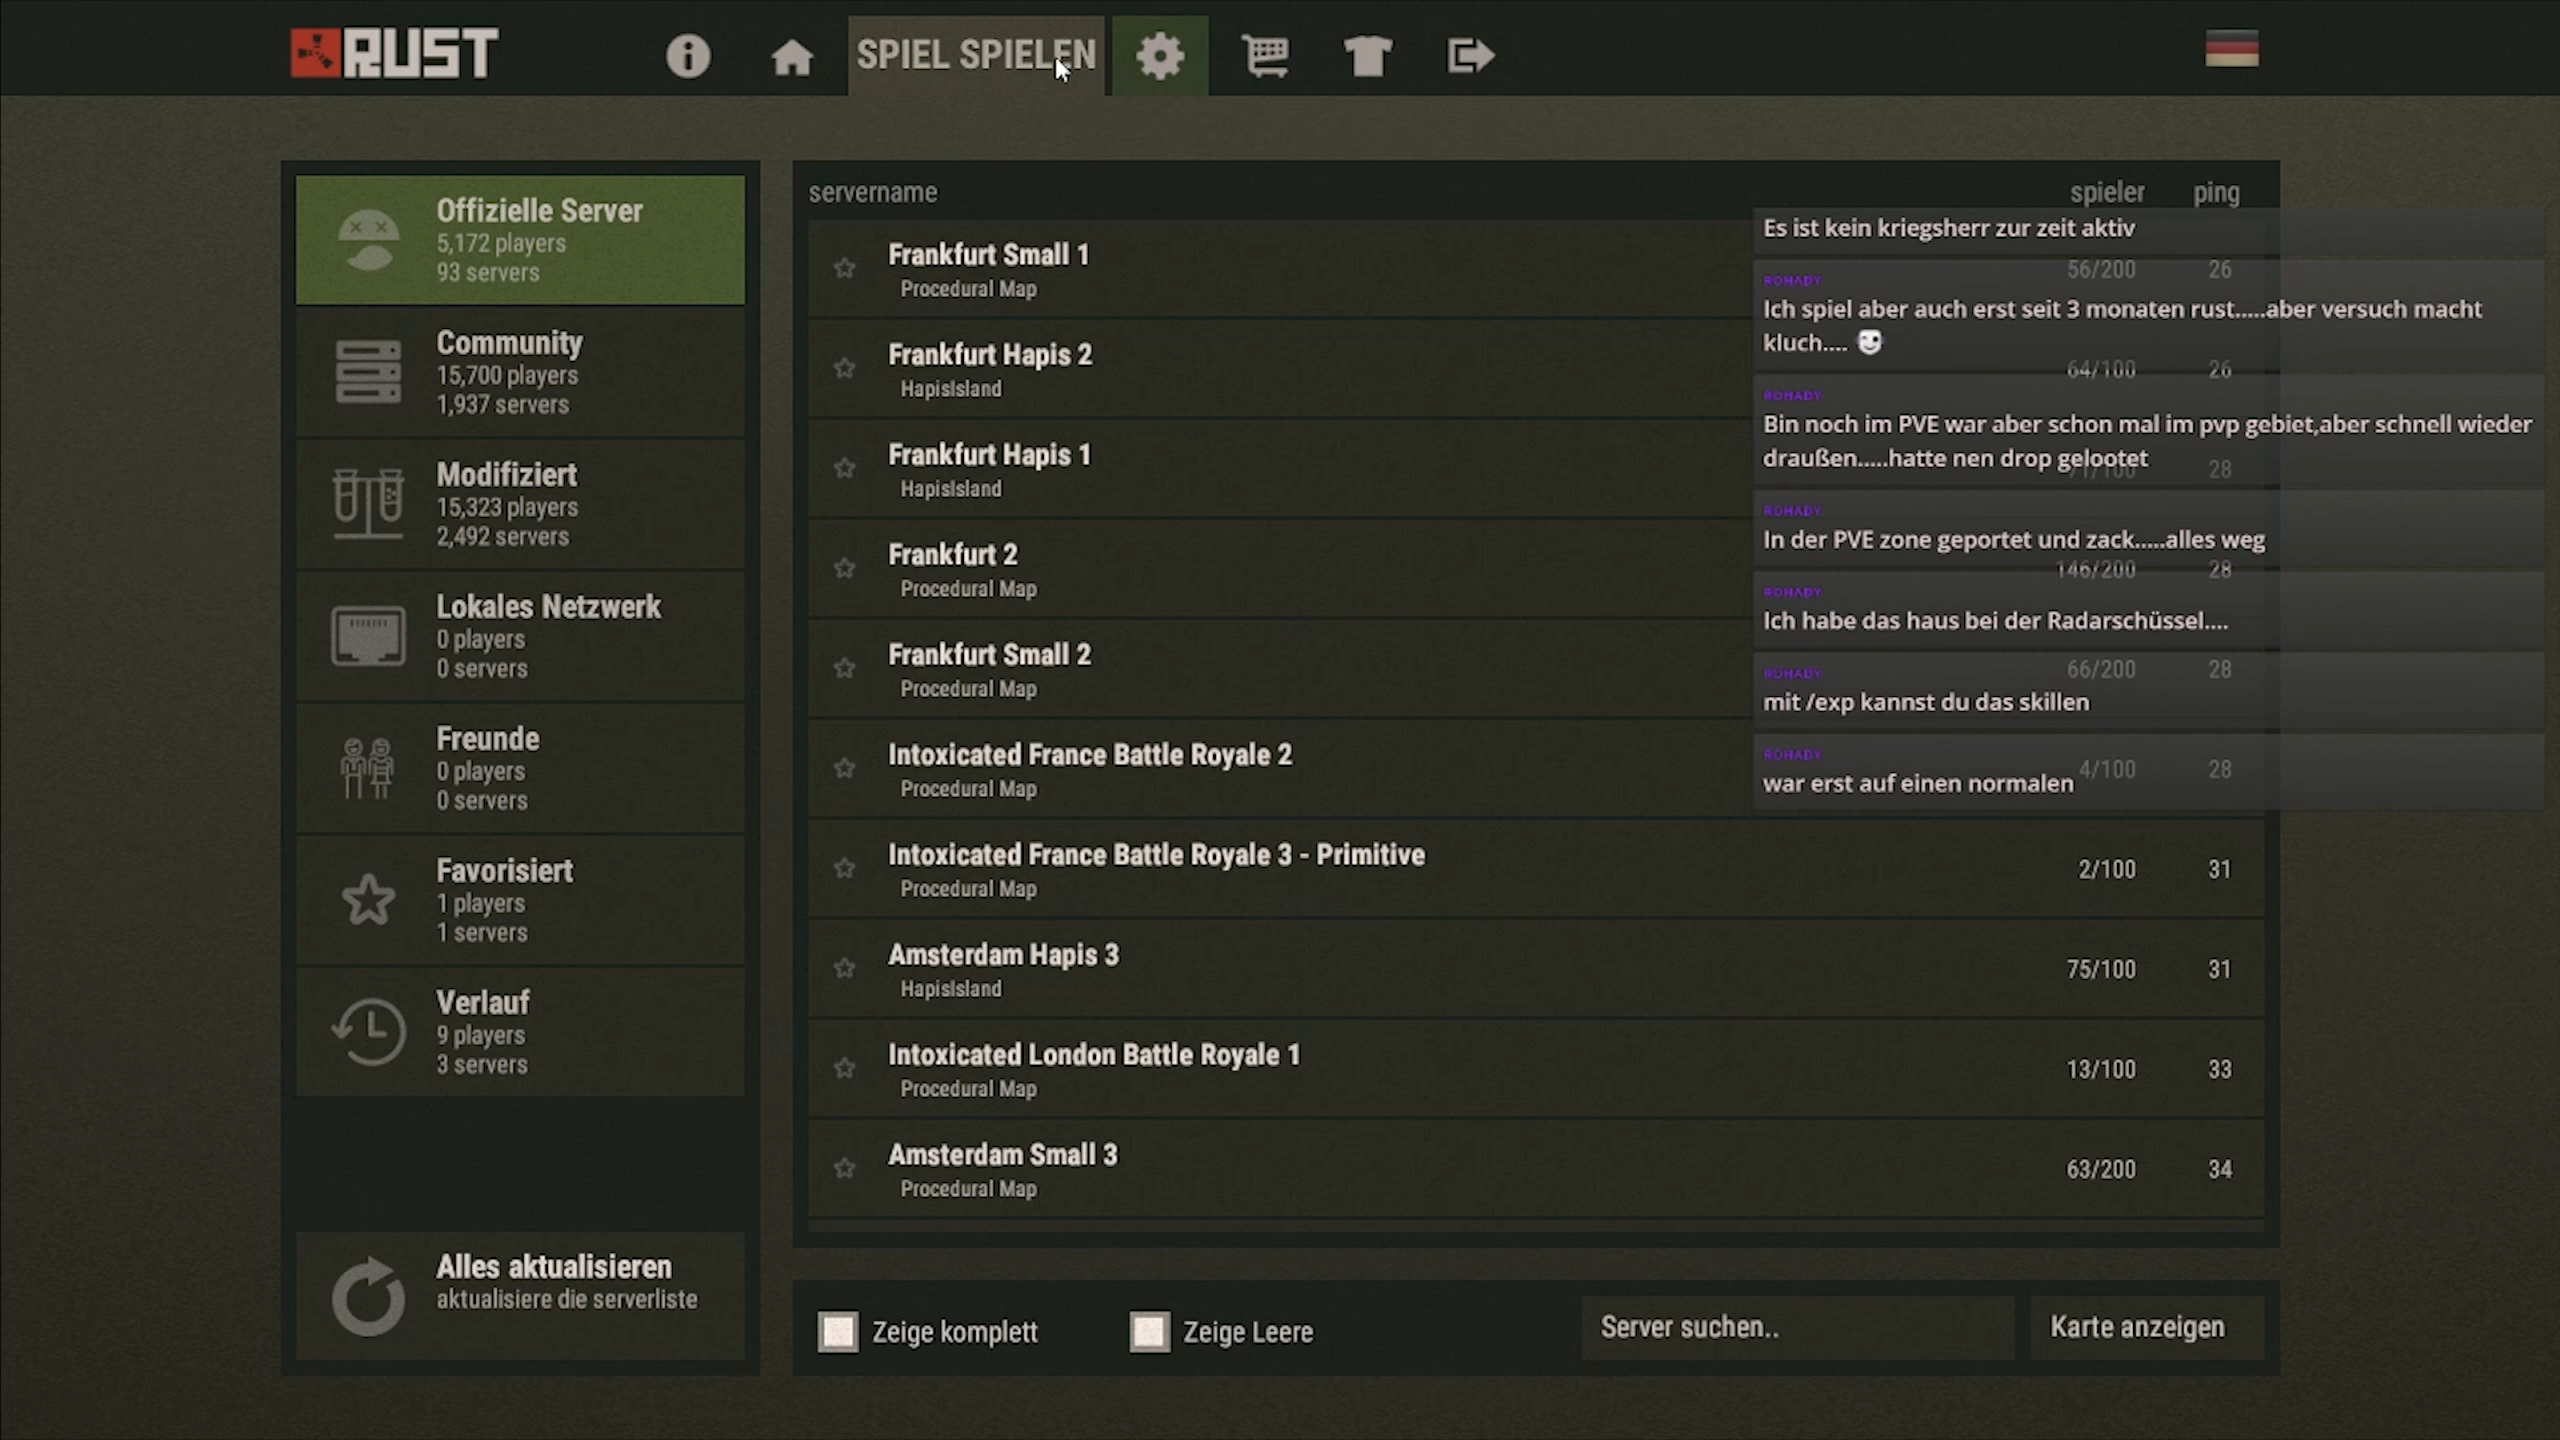 RUST
SPIEL SPIELEN
Offizielle Server
5,172 players
93 servers
Community
15,700 players
1,937 servers
Modifiziert
15,323 players
2,492 servers
Lokales Netzwerk
0 players
0 servers
Freunde
0 players
0 servers
Favorisiert
1 players
1 servers
Verlauf
9 players
3 servers
Alles aktualisieren
aktualisiere die serverliste
servername spieler ping
Frankfurt Small 1
Procedural Map
56/200 26
Frankfurt Hapis 2
HapisIsland
64/100 26
Frankfurt Hapis 1
HapisIsland
28
Frankfurt 2
Procedural Map
146/200 28
Frankfurt Small 2
Procedural Map
66/200 28
Intoxicated France Battle Royale 2
Procedural Map
4/100 28
Intoxicated France Battle Royale 3 - Primitive
Procedural Map
2/100 31
Amsterdam Hapis 3
HapisIsland
75/100 31
Intoxicated London Battle Royale 1
Procedural Map
13/100 33
Amsterdam Small 3
Procedural Map
63/200 34
Es ist kein kriegsherr zur zeit aktiv
ROHADY
Ich spiel aber auch erst seit 3 monaten rust.....aber versuch macht
kluch....
ROHADY
Bin noch im PVE war aber schon mal im pvp gebiet,aber schnell wieder
draußen.....hatte nen drop gelootet
ROHADY
In der PVE zone geportet und zack.....alles weg
ROHADY
Ich habe das haus bei der Radarschüssel....
ROHADY
mit /exp kannst du das skillen
ROHADY
war erst auf einen normalen
Zeige komplett
Zeige Leere
Server suchen..
Karte anzeigen